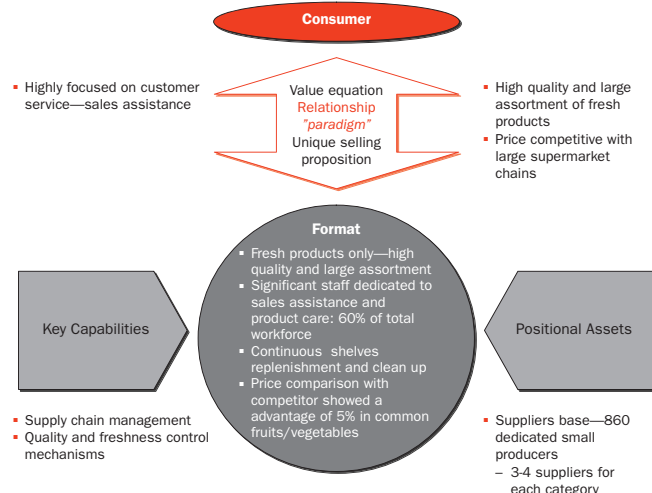 Consumer
▪ Highly focused on customer
service—sales assistance
Value equation
Relationship
"paradigm"
Unique selling
proposition
▪ High quality and large
assortment of fresh
products
▪ Price competitive with
large supermarket
chains
Format
▪ Fresh products only—high
quality and large assortment
▪ Significant staff dedicated to
sales assistance and
product care: 60% of total
workforce
▪ Continuous shelves
replenishment and clean up
▪ Price comparison with
competitor showed a
advantage of 5% in common
fruits/vegetables
Key Capabilities
Positional Assets
▪ Supply chain management
▪ Quality and freshness control
mechanisms
▪ Suppliers base—860
dedicated small
producers
– 3-4 suppliers for
each category